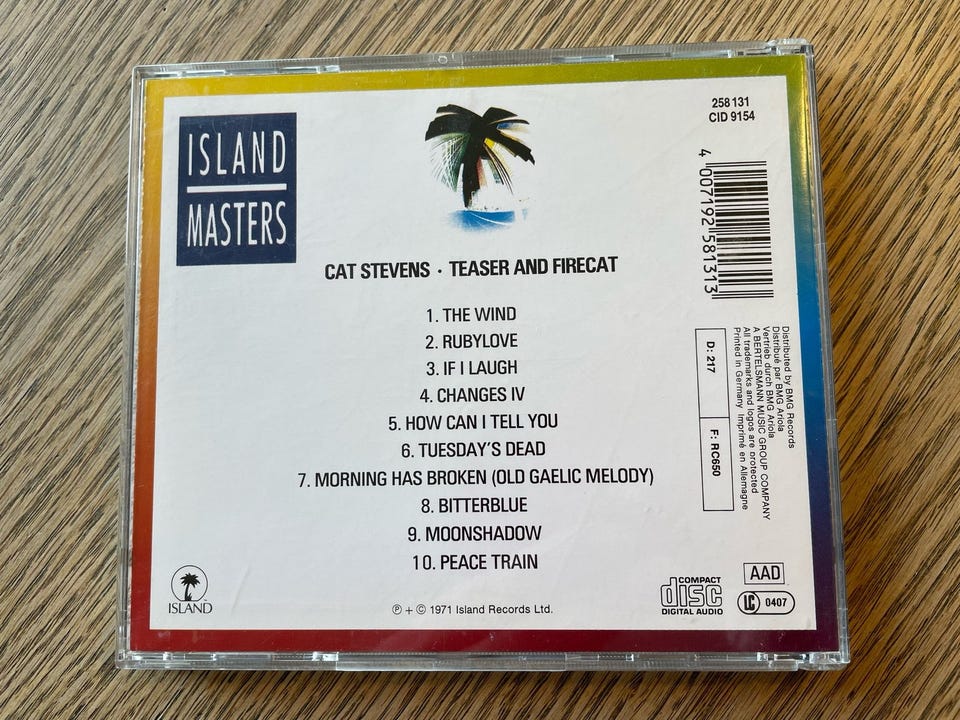 ISLAND
MASTERS
258 131
CID 9154
4 007192 581313
CAT STEVENS · TEASER AND FIRECAT
1. THE WIND
2. RUBYLOVE
3. IF I LAUGH
4. CHANGES IV
5. HOW CAN I TELL YOU
6. TUESDAY'S DEAD
7. MORNING HAS BROKEN (OLD GAELIC MELODY)
8. BITTERBLUE
9. MOONSHADOW
10. PEACE TRAIN
D: 217
F: RC650
Distributed by BMG Records
Distribué par BMG Ariola
Vertrieb durch BMG Ariola
A BERTELSMANN MUSIC GROUP COMPANY
All trademarks and logos are protected
Printed in Germany Imprimé en Allemagne
ISLAND™
℗ + © 1971 Island Records Ltd.
COMPACT
disc
DIGITAL AUDIO
AAD
LC 0407